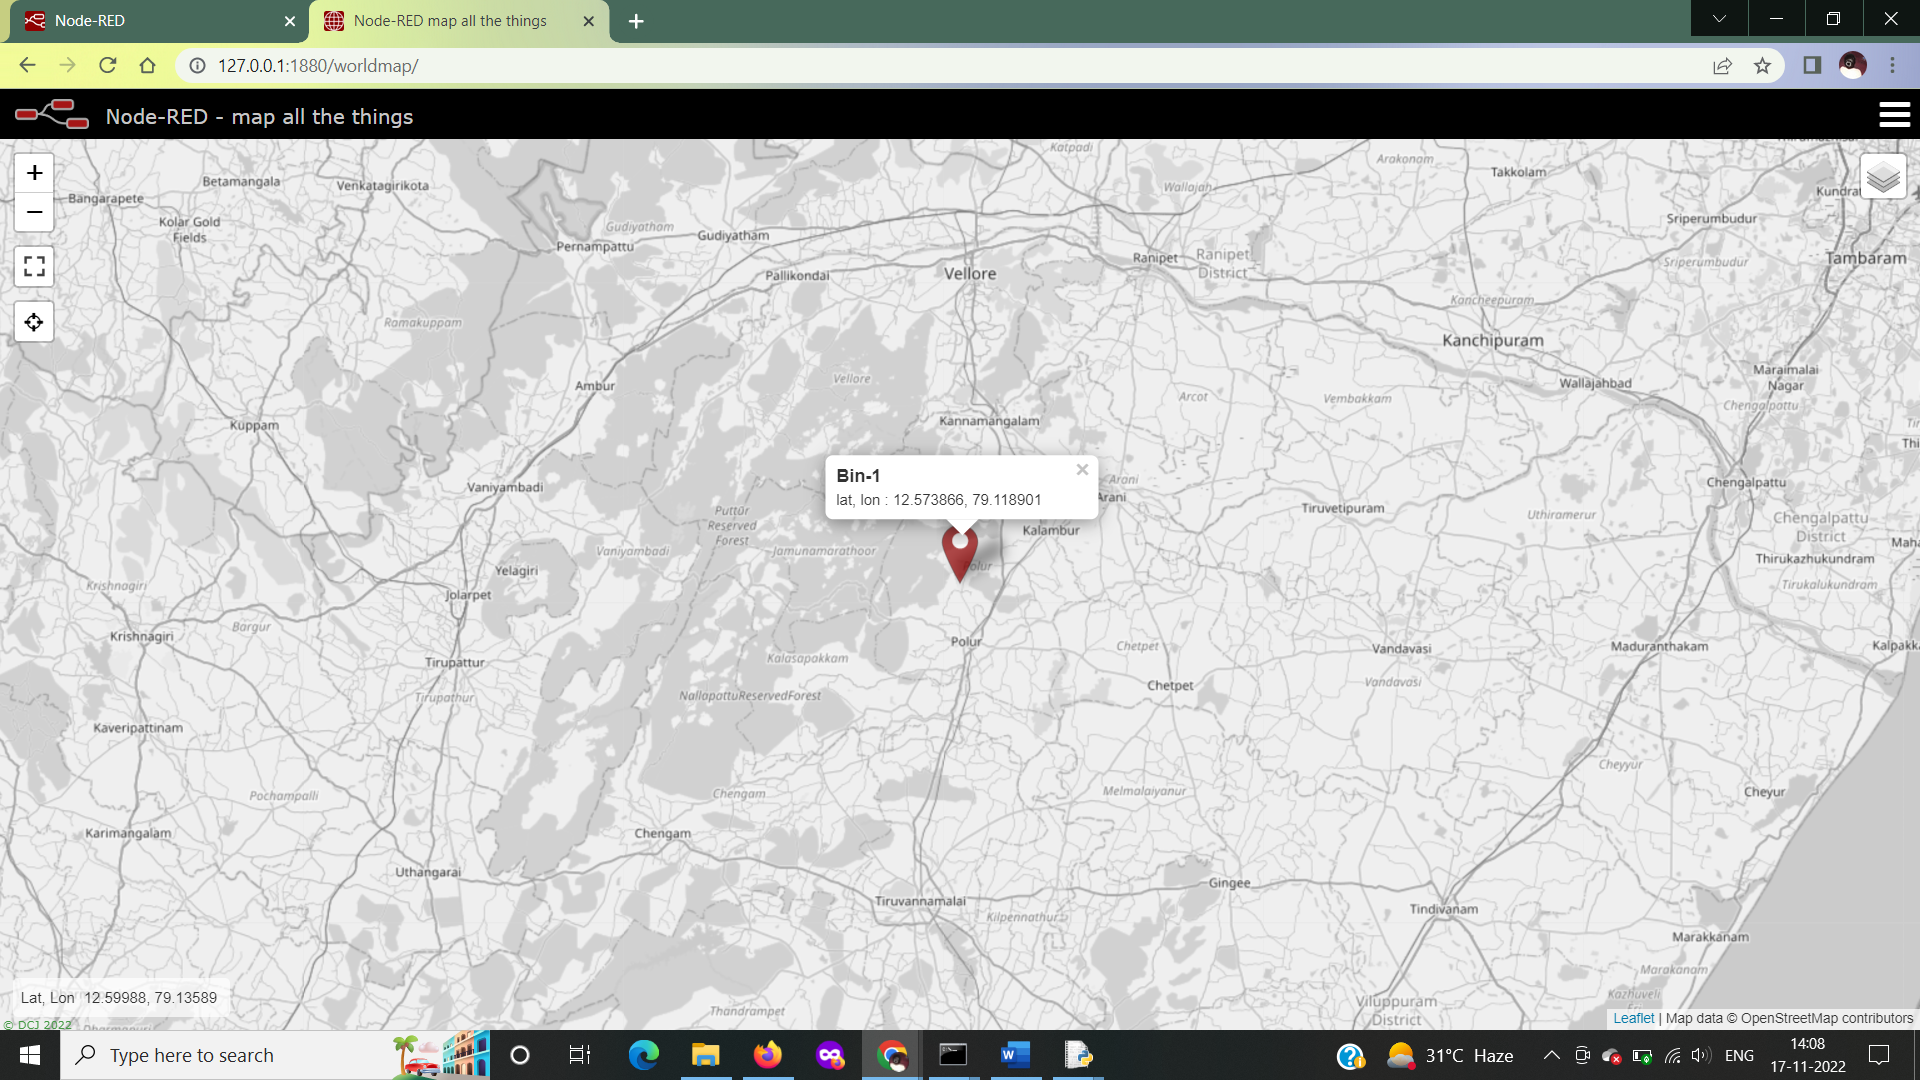 Node-RED
Node-RED map all the things
127.0.0.1:1880/worldmap/
Node-RED - map all the things
+
−
Katpadi
Arakonam
Betamangala
Venkatagirikota
Takkolam
Wallajah
Kundrat
Bangarapete
Kolar Gold
Fields
Gudiyatham
Gudiyatham
Sriperumbudur
Pernampattu
Ranipet
Ranipet
District
Sriperumbudur
Tambaram
Pallikondai
Vellore
Kancheepuram
Ramakuppam
Kanchipuram
Vellore
Ambur
Arcot
Vembakkam
Wallajahbad
Maraimalai
Nagar
Chengalpattu
Kuppam
Kannamangalam
Bin-1
lat, lon : 12.573866, 79.118901
Arani
Arani
Vaniyambadi
Chengalpattu
Puttur
Reserved
Forest
Tiruvetipuram
Uthiramerur
Chengalpattu
District
Vaniyambadi
Jamunamarathoor
Kalambur
Polur
Thirukazhukundram
Tirukalukundram
Krishnagiri
Yelagiri
Jolarpet
Krishnagiri
Bargur
Polur
Chetpet
Vandavasi
Maduranthakam
Kalpakk
Tirupattur
Tirupathur
Kalasapakkam
NallapattuReservedForest
Chetpet
Vandavasi
Kaveripattinam
Cheyyur
Pochampalli
Chengam
Melmalaiyanur
Cheyur
Karimangalam
Chengam
Uthangarai
Tiruvannamalai
Gingee
Kilpennathur
Tindivanam
Marakkanam
Marakanam
Kazhuveli
Viluppuram
District
Thandrampet
Lat, Lon 12.59988, 79.13589
© DCJ 2022
Dharmapuri
Leaflet | Map data © OpenStreetMap contributors
Type here to search
31°C Haze
ENG
14:08
17-11-2022